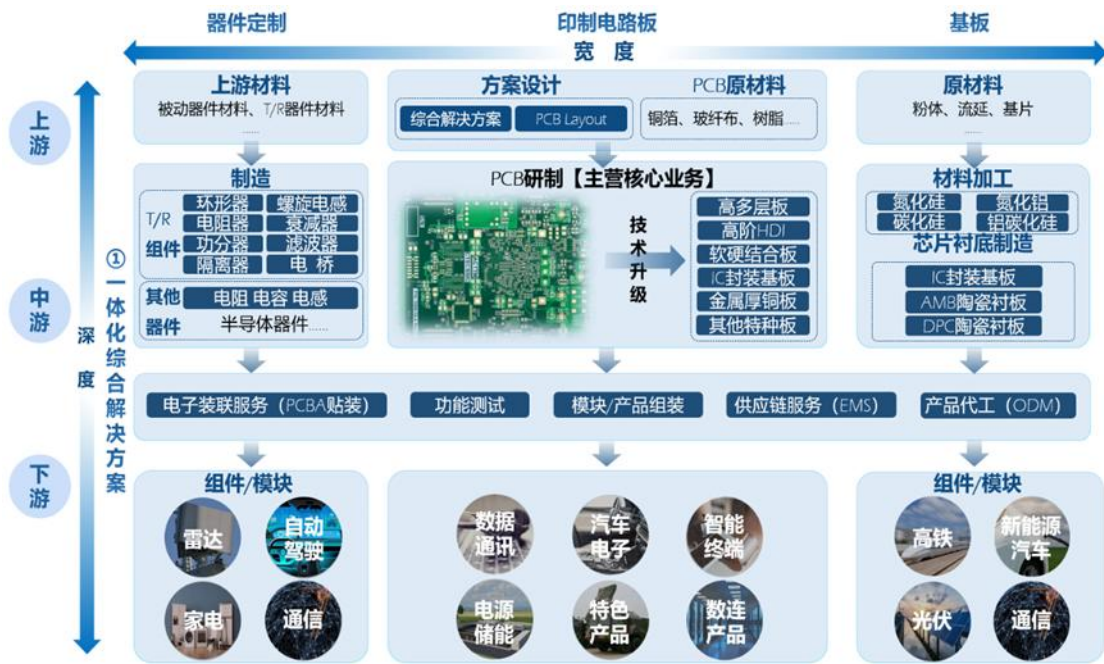 器件定制 印制电路板 基板
宽 度
上游
中游
下游
深 度
①一体化综合解决方案
上游材料
被动器件材料、T/R器件材料
......
方案设计
综合解决方案 PCB Layout
PCB原材料
铜箔、玻纤布、树脂.....
原材料
粉体、流延、基片
......
制造
T/R
组件
环形器 螺旋电感
电阻器 衰减器
功分器 滤波器
隔离器 电 桥
其他
器件
电阻 电容 电感
半导体器件......
PCB研制【主营核心业务】
技术升级
高多层板
高阶HDI
软硬结合板
IC封装基板
金属厚铜板
其他特种板
材料加工
氮化硅 氮化铝
碳化硅 铝碳化硅
芯片衬底制造
IC封装基板
AMB陶瓷衬板
DPC陶瓷衬板
电子装联服务（PCBA贴装） 功能测试 模块/产品组装 供应链服务（EMS） 产品代工（ODM）
组件/模块
雷达
自动
驾驶
家电
通信
数据
通讯
汽车
电子
智能
终端
电源
储能
特色
产品
数连
产品
组件/模块
高铁
新能源
汽车
光伏
通信